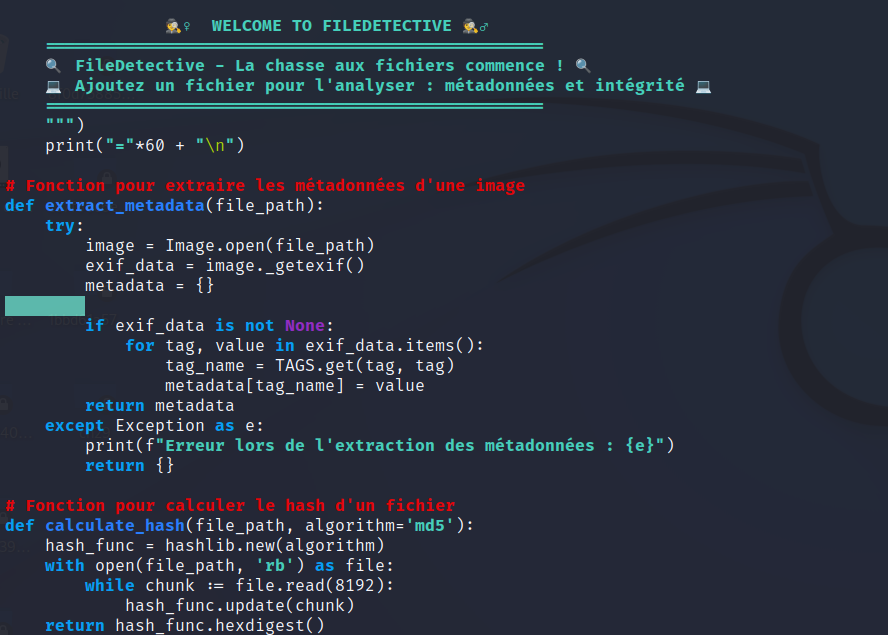 🕵️‍♀️  WELCOME TO FILEDETECTIVE 🕵️‍♂️
══════════════════════════════════════════════════
🔍 FileDetective - La chasse aux fichiers commence ! 🔍
💻 Ajoutez un fichier pour l'analyser : métadonnées et intégrité 💻
══════════════════════════════════════════════════
""")
print("="*60 + "\n")
# Fonction pour extraire les métadonnées d'une image
def extract_metadata(file_path):
try:
image = Image.open(file_path)
exif_data = image._getexif()
metadata = {}
if exif_data is not None:
for tag, value in exif_data.items():
tag_name = TAGS.get(tag, tag)
metadata[tag_name] = value
return metadata
except Exception as e:
print(f"Erreur lors de l'extraction des métadonnées : {e}")
return {}
# Fonction pour calculer le hash d'un fichier
def calculate_hash(file_path, algorithm='md5'):
hash_func = hashlib.new(algorithm)
with open(file_path, 'rb') as file:
while chunk := file.read(8192):
hash_func.update(chunk)
return hash_func.hexdigest()